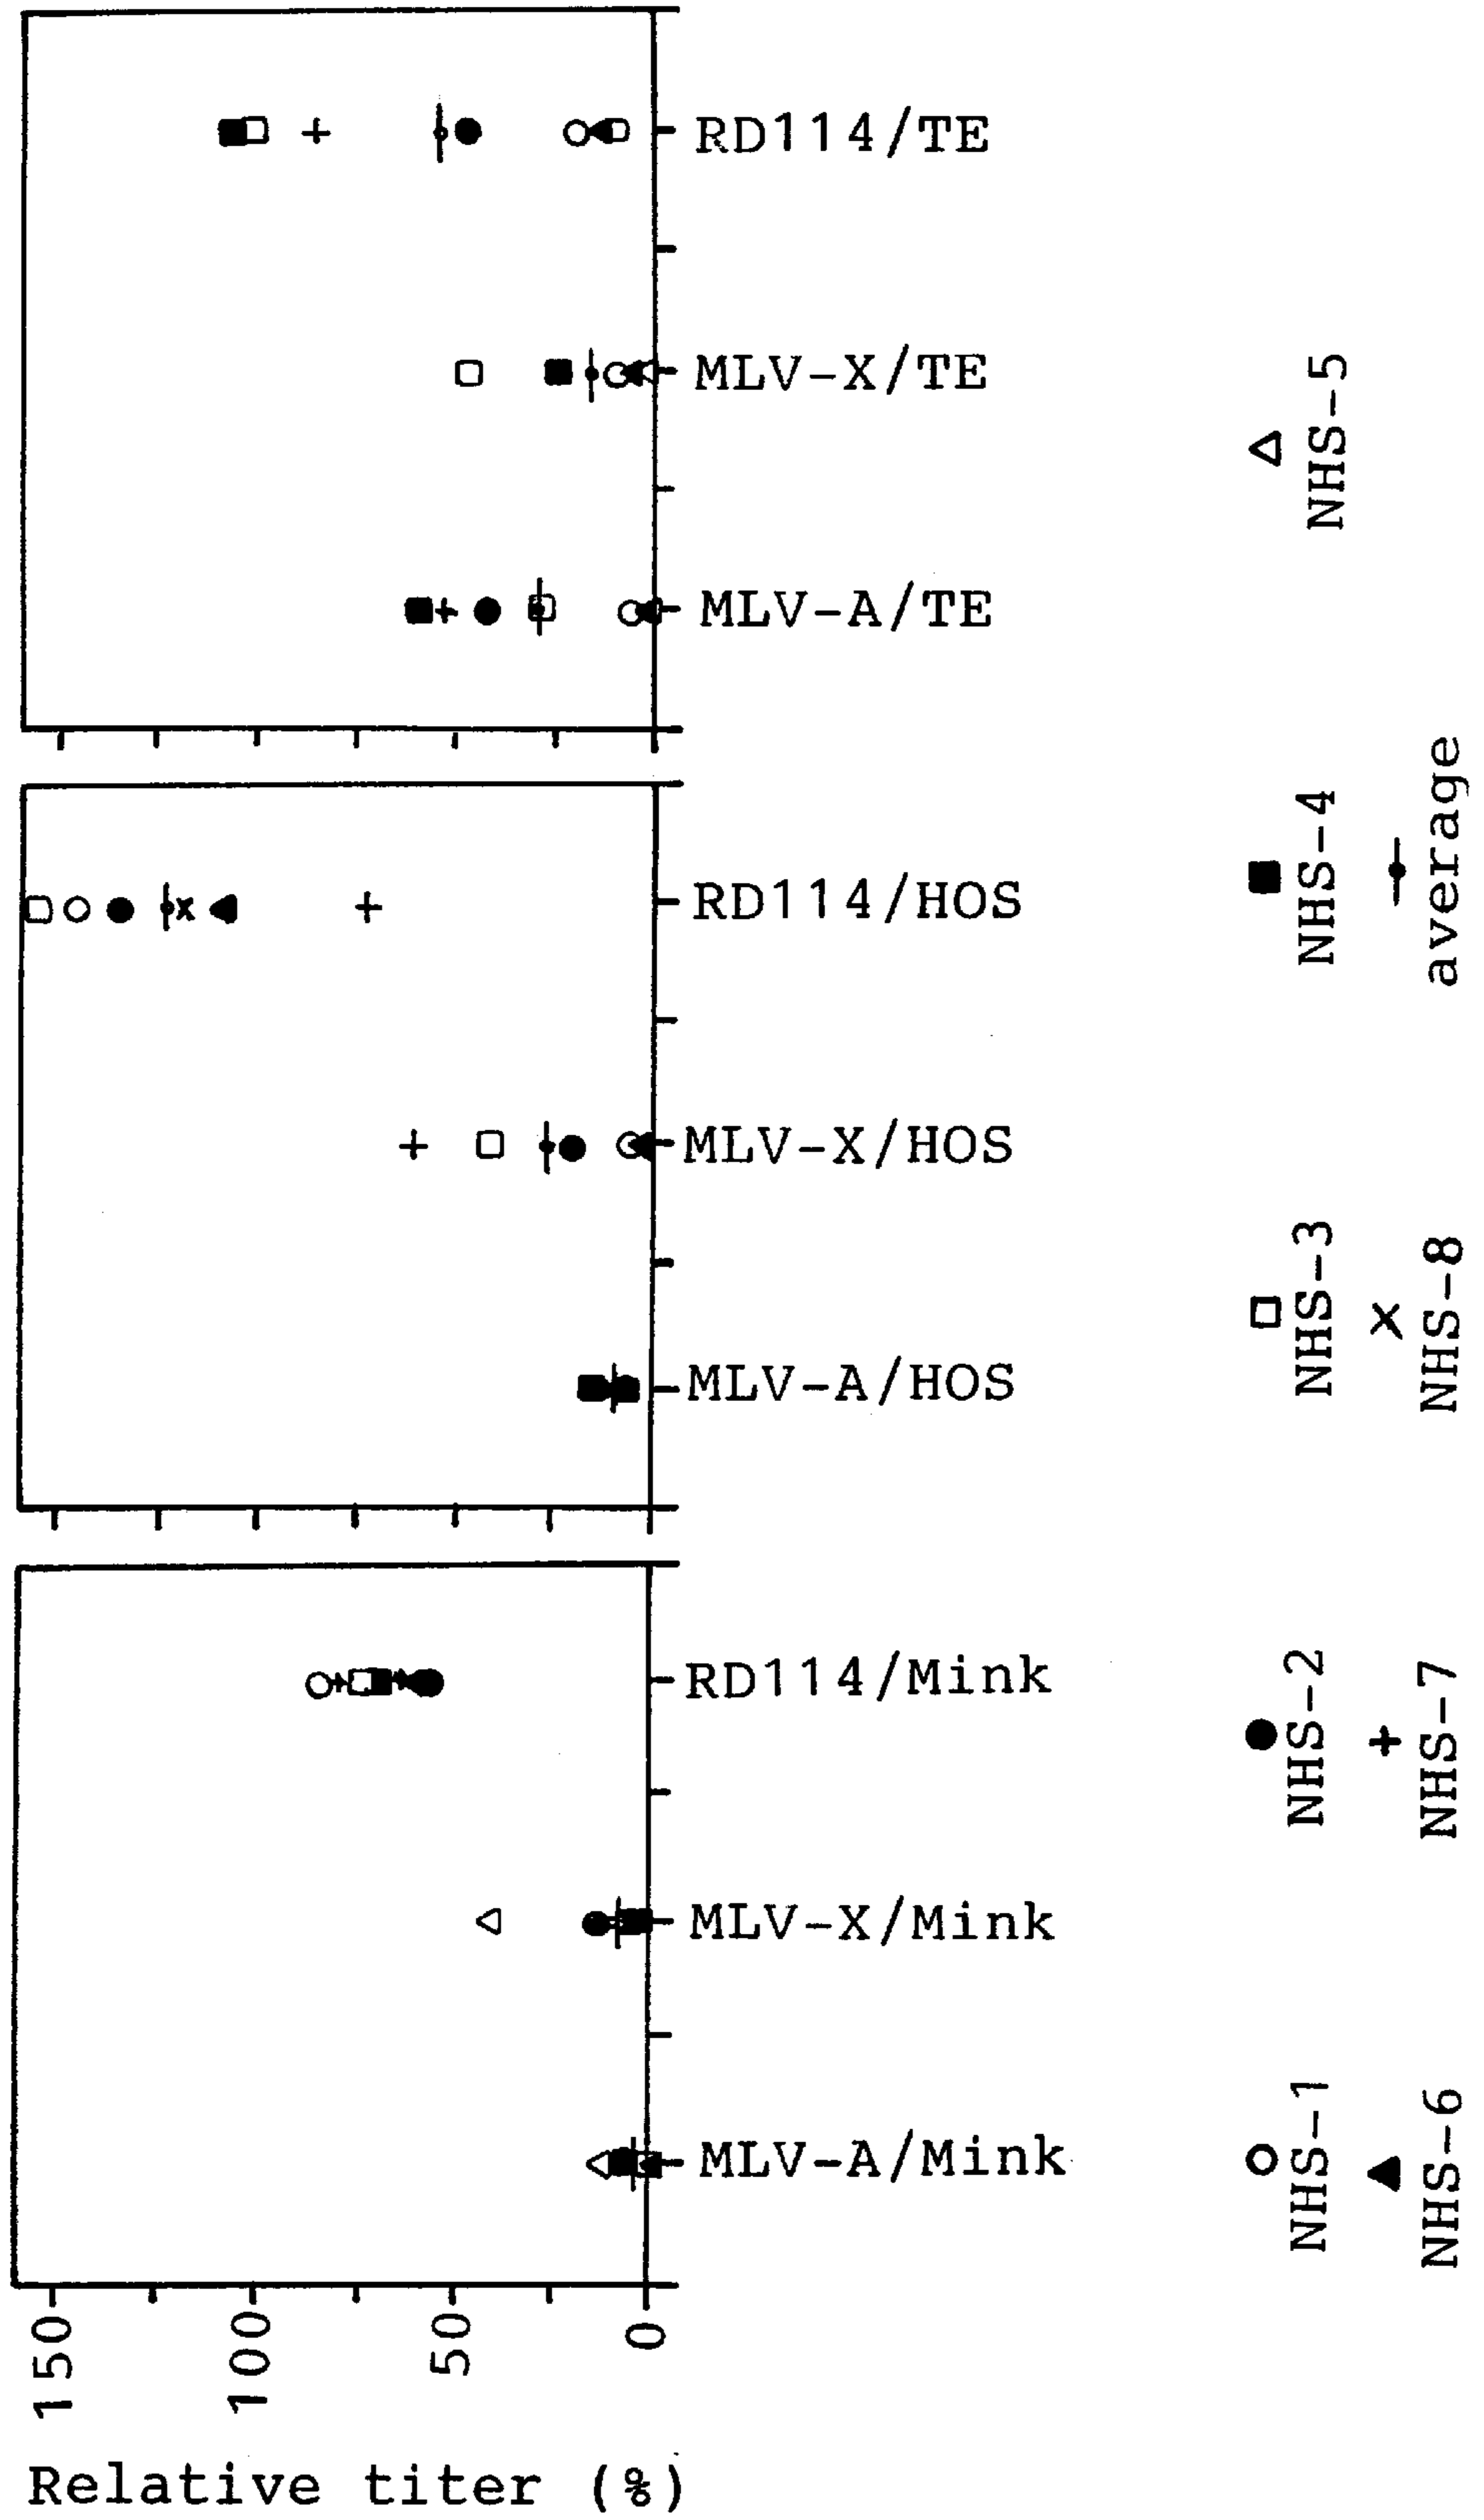 Relative titer (%)
150
100
50
0
MLV-A/Mink
MLV-X/Mink
RD114/Mink
MLV-A/HOS
MLV-X/HOS
RD114/HOS
MLV-A/TE
MLV-X/TE
RD114/TE
NHS-1
NHS-2
NHS-3
NHS-4
NHS-5
NHS-6
NHS-7
NHS-8
average